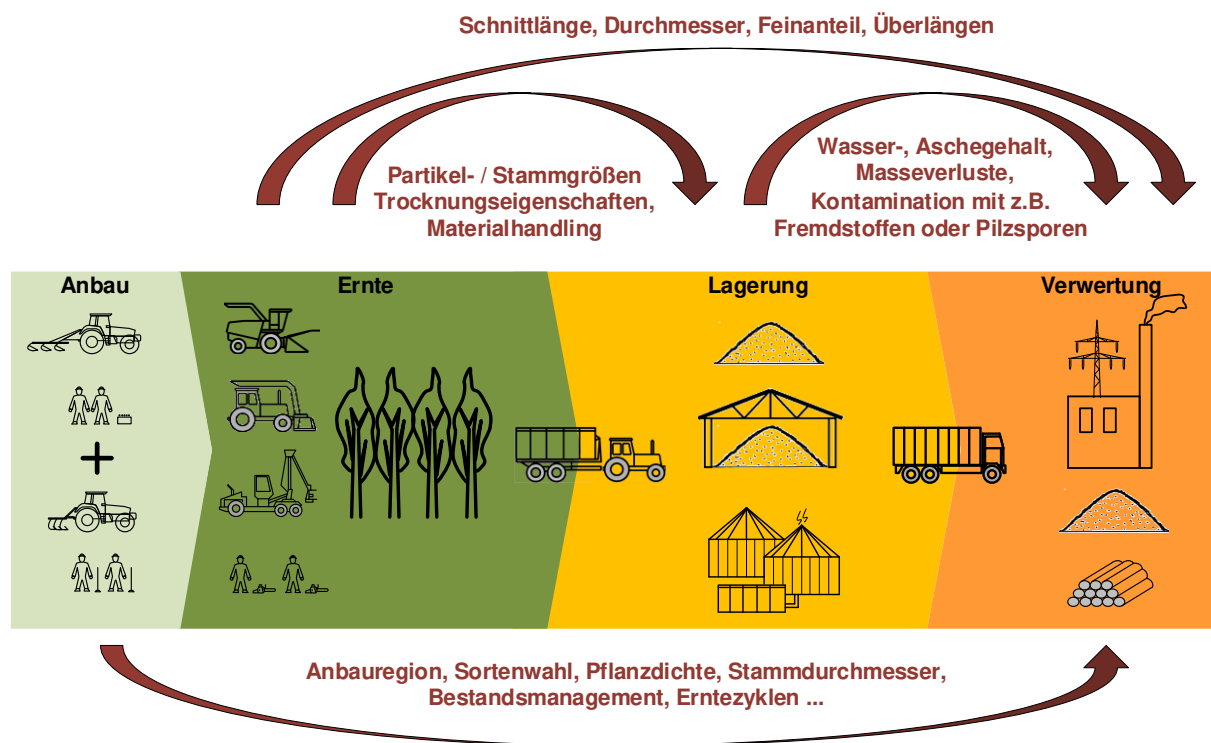 Schnittlänge, Durchmesser, Feinanteil, Überlängen
Partikel- / Stammgrößen
Trocknungseigenschaften,
Materialhandling
Wasser-, Aschegehalt,
Masseverluste,
Kontamination mit z.B.
Fremdstoffen oder Pilzsporen
Anbau
Ernte
Lagerung
Verwertung
Anbauregion, Sortenwahl, Pflanzdichte, Stammdurchmesser,
Bestandsmanagement, Erntezyklen ...